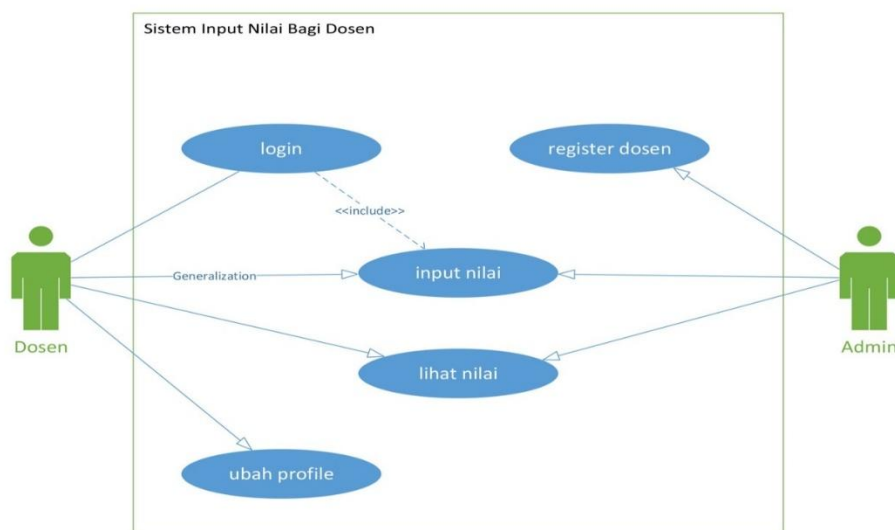 Sistem Input Nilai Bagi Dosen
login
register dosen
<<include>>
Generalization
input nilai
Dosen
Admin
lihat nilai
ubah profile